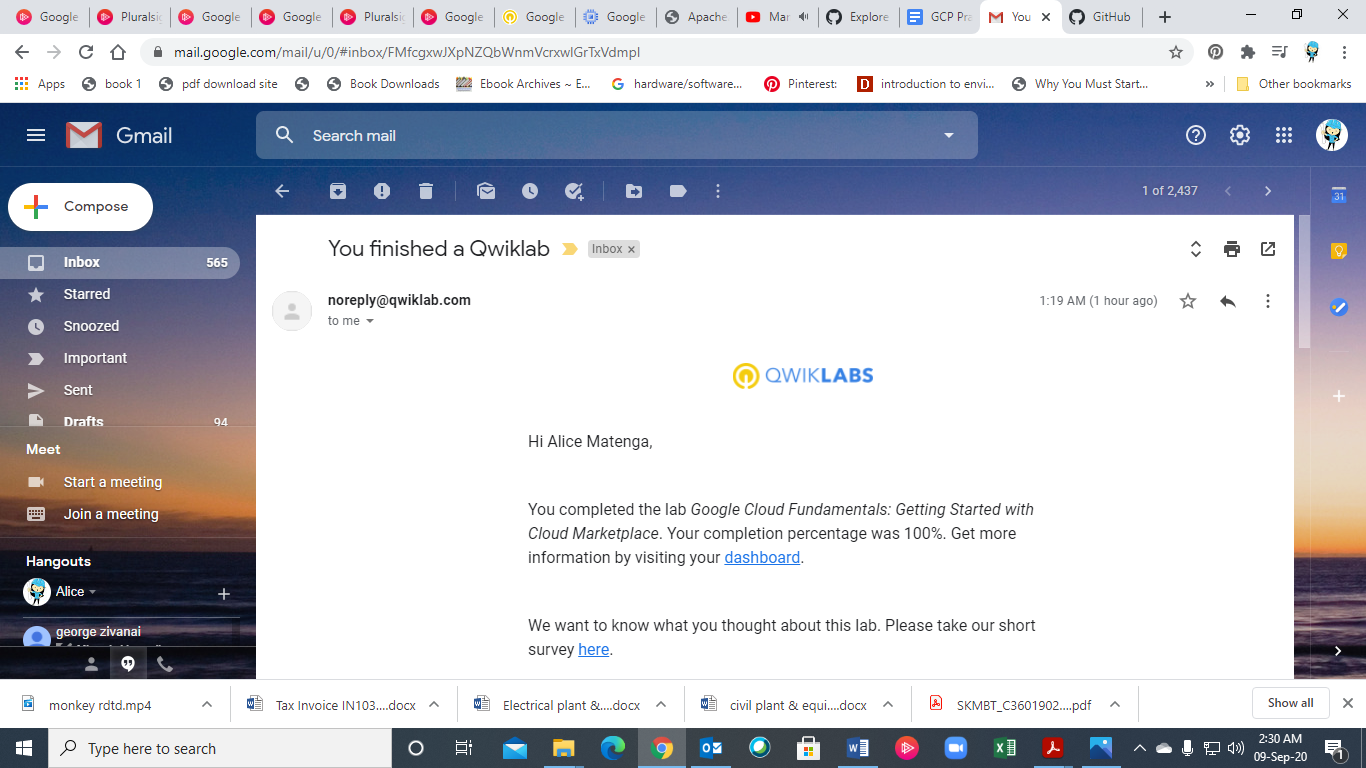 Google
Pluralsi
Google
Google
Pluralsi
Google
Google
Google
Apache
Mar
Explore
GCP Pra
You
GitHub
mail.google.com/mail/u/0/#inbox/FMfcgxwJXpNZQbWnmVcrxwlGrTxVdmpl
Apps
book 1
pdf download site
Book Downloads
Ebook Archives ~ E...
hardware/software...
Pinterest:
introduction to envi...
Why You Must Start...
»
Other bookmarks
Gmail
Search mail
Compose
1 of 2,437
31
Inbox 565
Starred
Snoozed
Important
Sent
Drafts 94
Meet
Start a meeting
Join a meeting
Hangouts
Alice
george zivanai
You finished a Qwiklab
Inbox ×
noreply@qwiklab.com
1:19 AM (1 hour ago)
to me
QWIKLABS
Hi Alice Matenga,
You completed the lab Google Cloud Fundamentals: Getting Started with
Cloud Marketplace. Your completion percentage was 100%. Get more
information by visiting your dashboard.
We want to know what you thought about this lab. Please take our short
survey here.
monkey rdtd.mp4
Tax Invoice IN103....docx
Electrical plant &....docx
civil plant & equi....docx
SKMBT_C3601902....pdf
Show all
Type here to search
2:30 AM
09-Sep-20
1